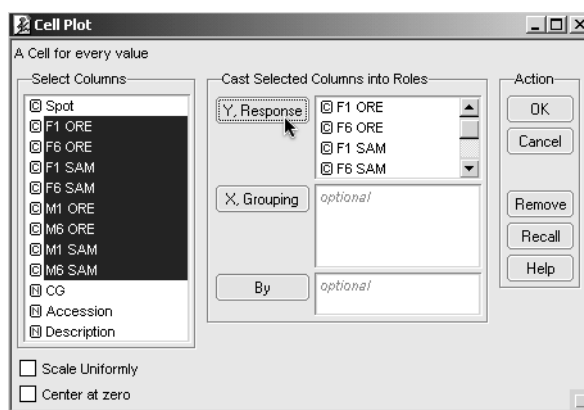 Cell Plot
A Cell for every value
Select Columns
C Spot
C F1 ORE
C F6 ORE
C F1 SAM
C F6 SAM
C M1 ORE
C M6 ORE
C M1 SAM
C M6 SAM
N CG
N Accession
N Description
Scale Uniformly
Center at zero
Cast Selected Columns into Roles
Y, Response
C F1 ORE
C F6 ORE
C F1 SAM
C F6 SAM
X, Grouping
optional
By
optional
Action
OK
Cancel
Remove
Recall
Help